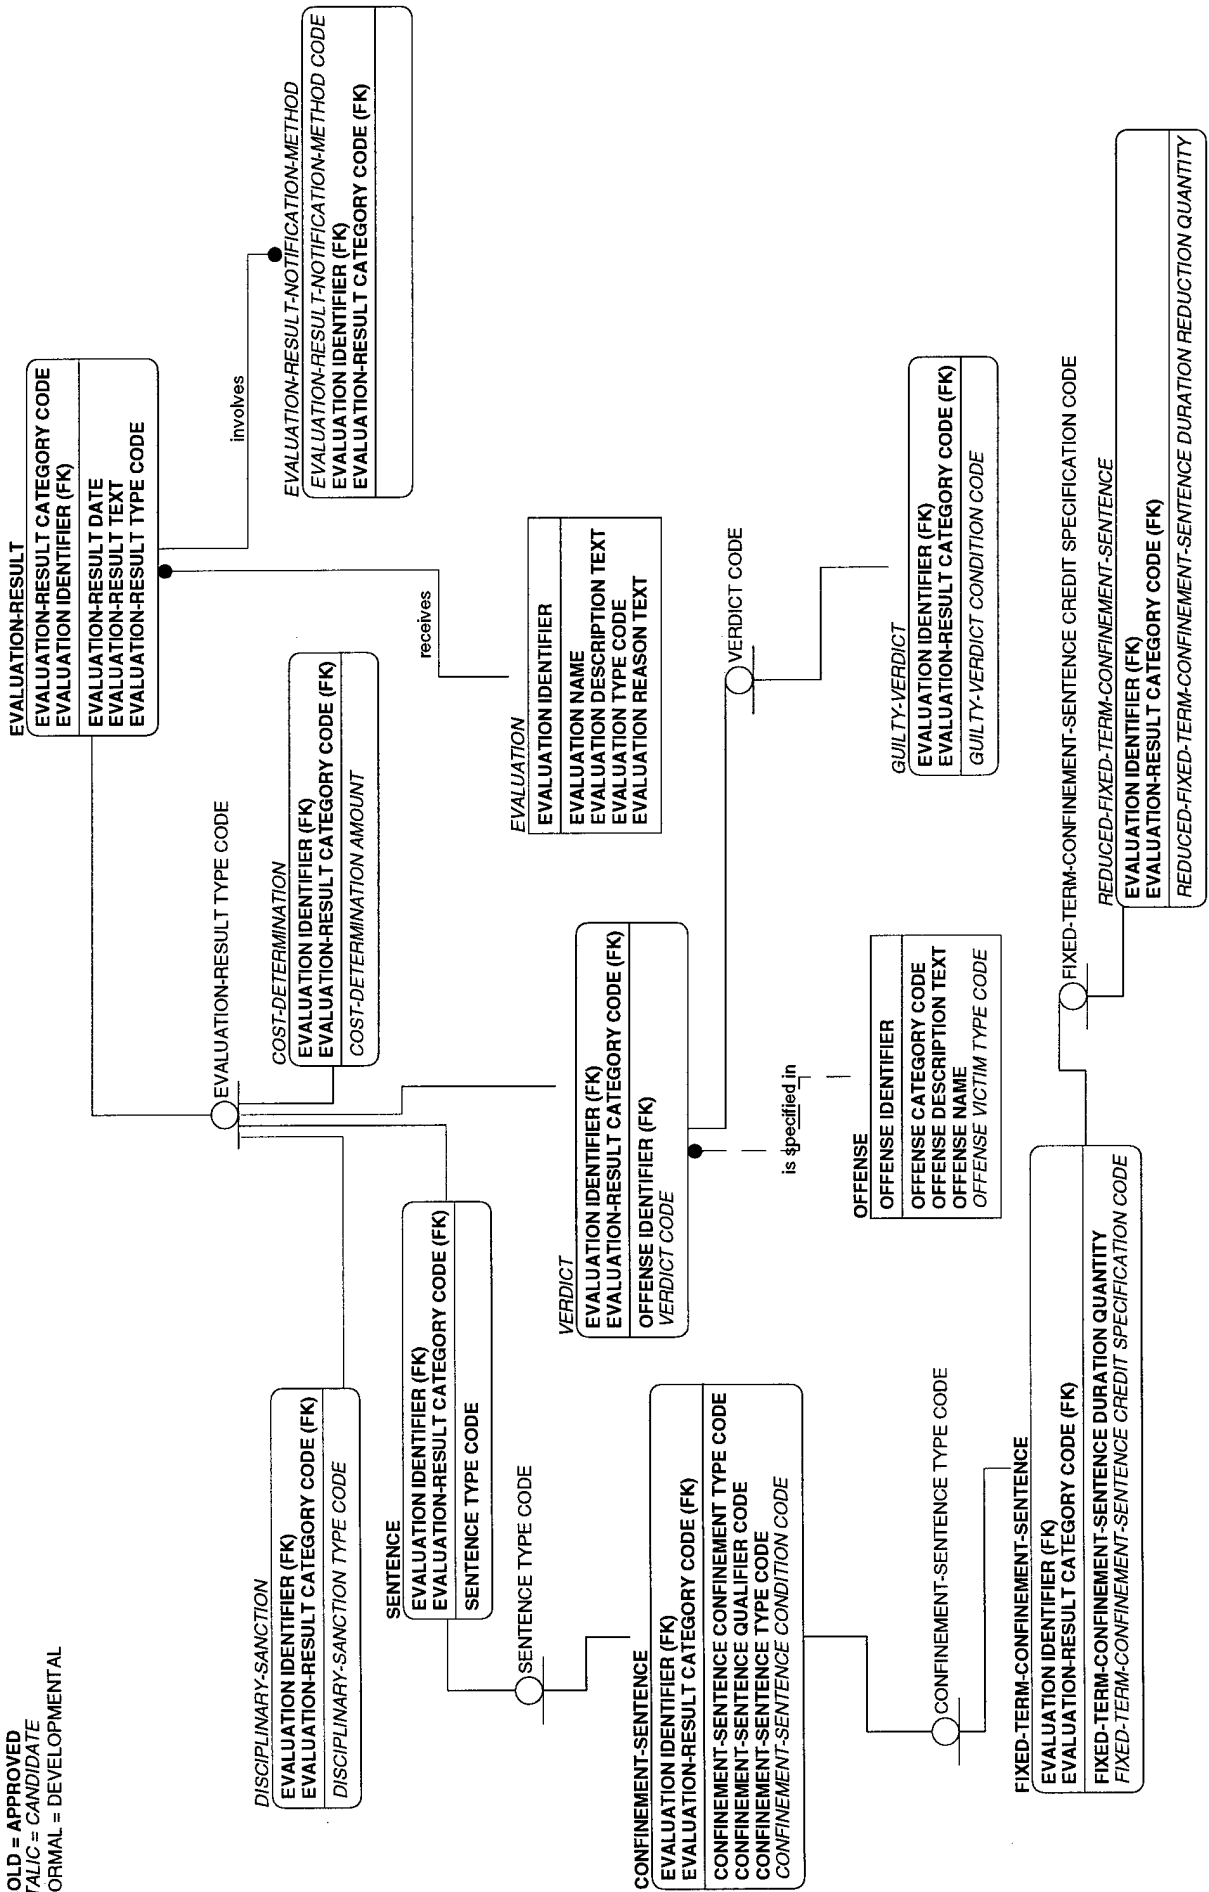 OLD = APPROVED
TALIC = CANDIDATE
ORMAL = DEVELOPMENTAL
EVALUATION-RESULT
EVALUATION-RESULT CATEGORY CODE
EVALUATION IDENTIFIER (FK)
EVALUATION-RESULT DATE
EVALUATION-RESULT TEXT
EVALUATION-RESULT TYPE CODE
involves
EVALUATION-RESULT-NOTIFICATION-METHOD
EVALUATION-RESULT-NOTIFICATION-METHOD CODE
EVALUATION IDENTIFIER (FK)
EVALUATION-RESULT CATEGORY CODE (FK)
receives
EVALUATION-RESULT TYPE CODE
DISCIPLINARY-SANCTION
EVALUATION IDENTIFIER (FK)
EVALUATION-RESULT CATEGORY CODE (FK)
DISCIPLINARY-SANCTION TYPE CODE
COST-DETERMINATION
EVALUATION IDENTIFIER (FK)
EVALUATION-RESULT CATEGORY CODE (FK)
COST-DETERMINATION AMOUNT
SENTENCE
EVALUATION IDENTIFIER (FK)
EVALUATION-RESULT CATEGORY CODE (FK)
SENTENCE TYPE CODE
EVALUATION
EVALUATION IDENTIFIER
EVALUATION NAME
EVALUATION DESCRIPTION TEXT
EVALUATION TYPE CODE
EVALUATION REASON TEXT
SENTENCE TYPE CODE
VERDICT
EVALUATION IDENTIFIER (FK)
EVALUATION-RESULT CATEGORY CODE (FK)
OFFENSE IDENTIFIER (FK)
VERDICT CODE
VERDICT CODE
CONFINEMENT-SENTENCE
EVALUATION IDENTIFIER (FK)
EVALUATION-RESULT CATEGORY CODE (FK)
CONFINEMENT-SENTENCE CONFINEMENT TYPE CODE
CONFINEMENT-SENTENCE QUALIFIER CODE
CONFINEMENT-SENTENCE TYPE CODE
CONFINEMENT-SENTENCE CONDITION CODE
is specified in
OFFENSE
OFFENSE IDENTIFIER
OFFENSE CATEGORY CODE
OFFENSE DESCRIPTION TEXT
OFFENSE NAME
OFFENSE VICTIM TYPE CODE
GUILTY-VERDICT
EVALUATION IDENTIFIER (FK)
EVALUATION-RESULT CATEGORY CODE (FK)
GUILTY-VERDICT CONDITION CODE
CONFINEMENT-SENTENCE TYPE CODE
FIXED-TERM-CONFINEMENT-SENTENCE
EVALUATION IDENTIFIER (FK)
EVALUATION-RESULT CATEGORY CODE (FK)
FIXED-TERM-CONFINEMENT-SENTENCE DURATION QUANTITY
FIXED-TERM-CONFINEMENT-SENTENCE CREDIT SPECIFICATION CODE
FIXED-TERM-CONFINEMENT-SENTENCE CREDIT SPECIFICATION CODE
REDUCED-FIXED-TERM-CONFINEMENT-SENTENCE
EVALUATION IDENTIFIER (FK)
EVALUATION-RESULT CATEGORY CODE (FK)
REDUCED-FIXED-TERM-CONFINEMENT-SENTENCE DURATION REDUCTION QUANTITY